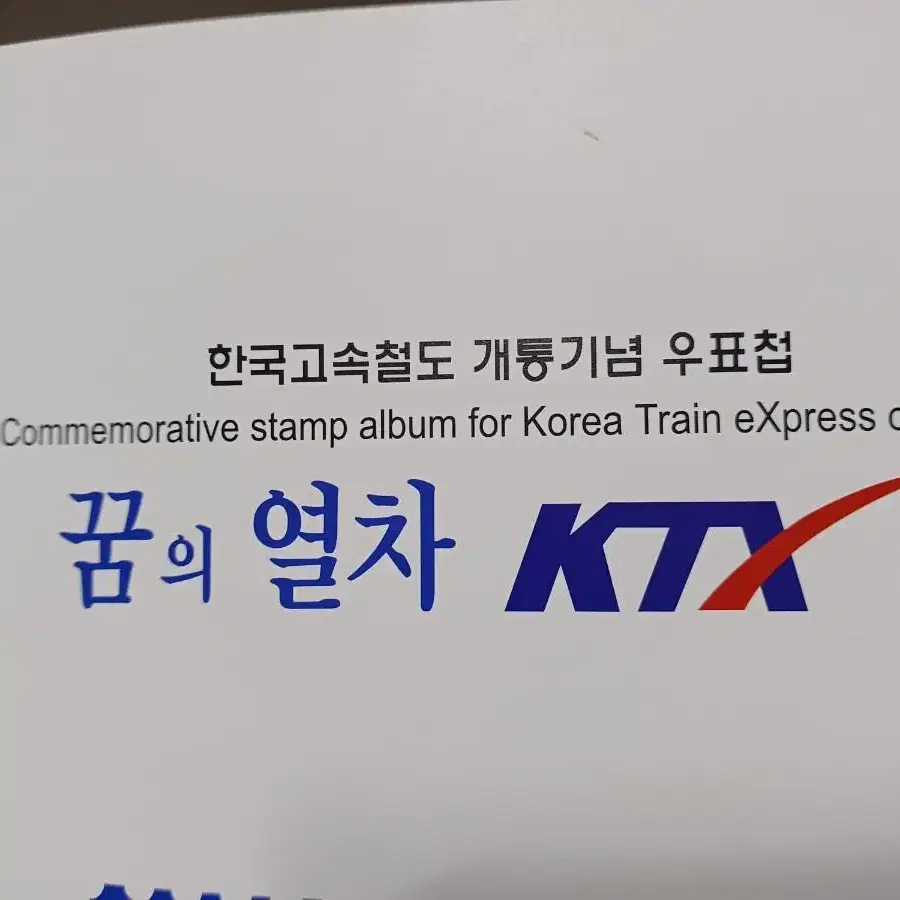 한국고속철도 개통기념 우표첩
Commemorative stamp album for Korea Train eXpress
꿈의 열차 KTX